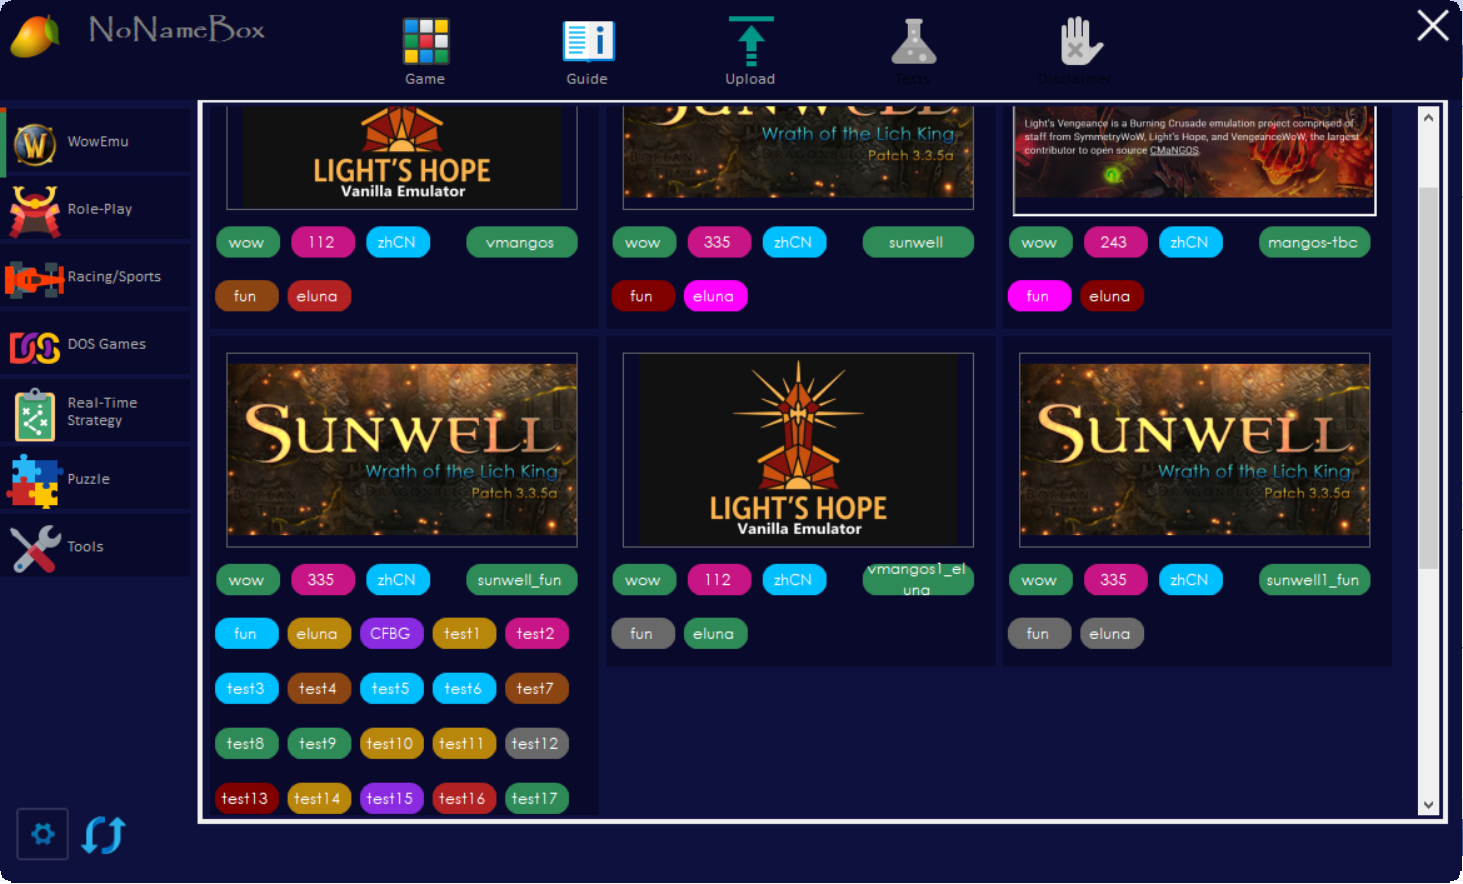 NoNameBox
Game
Guide
Upload
Tests
Disclaimer
WowEmu
Role-Play
Racing/Sports
DOS Games
Real-Time
Strategy
Puzzle
Tools
LIGHT'S HOPE
Vanilla Emulator
wow 112 zhCN vmangos
fun eluna
SUNWELL
Wrath of the Lich King
Patch 3.3.5a
wow 335 zhCN sunwell
fun eluna
Light's Vengeance is a Burning Crusade emulation project comprised of
staff from SymmetryWoW, Light's Hope, and VengeanceWoW, the largest
contributor to open source CMaNGOS.
wow 243 zhCN mangos-tbc
fun eluna
SUNWELL
Wrath of the Lich King
Patch 3.3.5a
wow 335 zhCN sunwell_fun
fun eluna CFBG test1 test2
test3 test4 test5 test6 test7
test8 test9 test10 test11 test12
test13 test14 test15 test16 test17
LIGHT'S HOPE
Vanilla Emulator
wow 112 zhCN vmangos1_el
una
fun eluna
SUNWELL
Wrath of the Lich King
Patch 3.3.5a
wow 335 zhCN sunwell1_fun
fun eluna